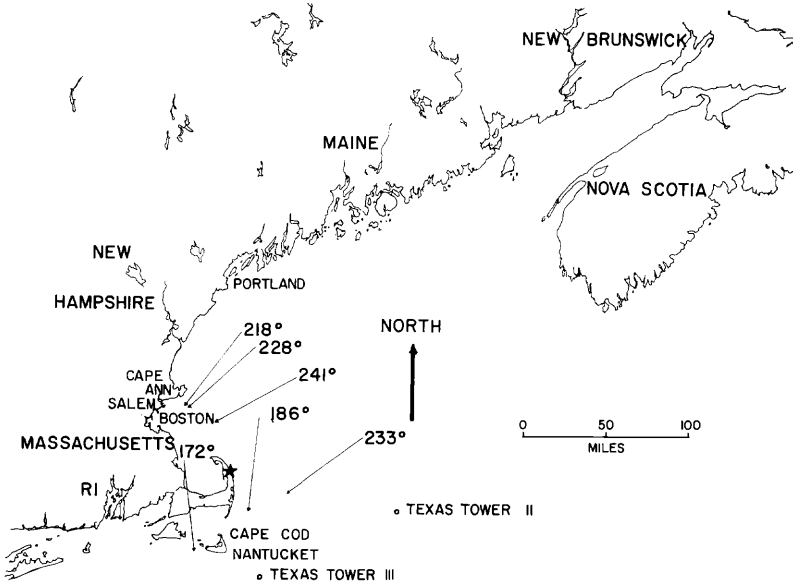 NEW BRUNSWICK
MAINE
NOVA SCOTIA
NEW
HAMPSHIRE
PORTLAND
NORTH
218°
228°
CAPE
ANN
241°
SALEM
BOSTON
186°
0 50 100
MILES
MASSACHUSETTS
172°
233°
RI
TEXAS TOWER II
CAPE COD
NANTUCKET
TEXAS TOWER III